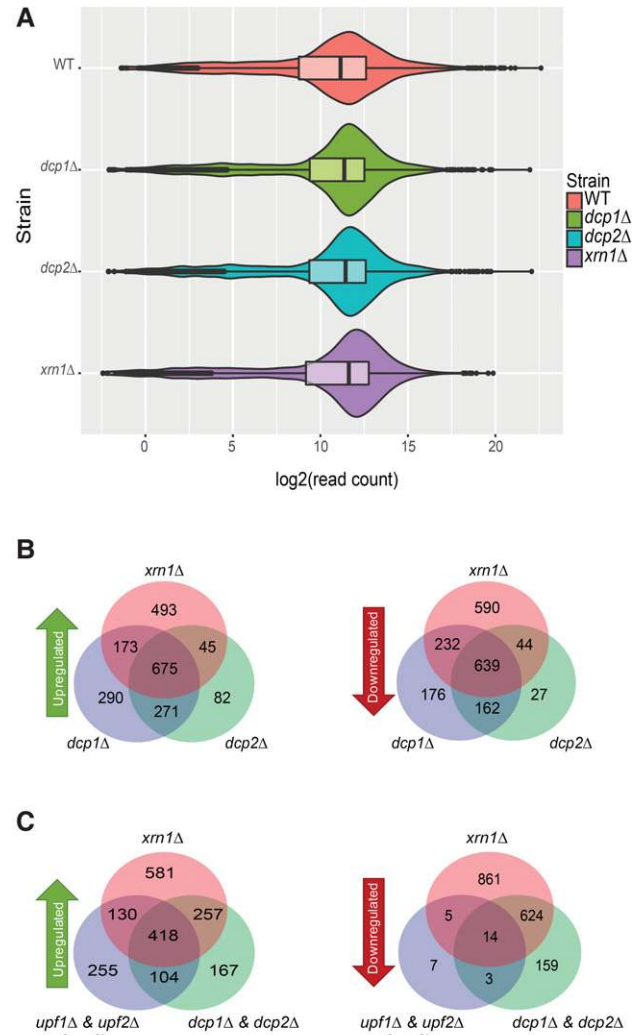 A
WT
dcp1Δ
dcp2Δ
xrn1Δ
Strain
0 5 10 15 20
log2(read count)
Strain
WT
dcp1Δ
dcp2Δ
xrn1Δ
B
xrn1Δ
Upregulated
493
173 45
675
290 271 82
dcp1Δ dcp2Δ
xrn1Δ
Downregulated
590
232 44
639
176 162 27
dcp1Δ dcp2Δ
C
xrn1Δ
Upregulated
581
130 257
418
255 104 167
upf1Δ & upf2Δ dcp1Δ & dcp2Δ
xrn1Δ
Downregulated
861
5 624
14
7 3 159
upf1Δ & upf2Δ dcp1Δ & dcp2Δ